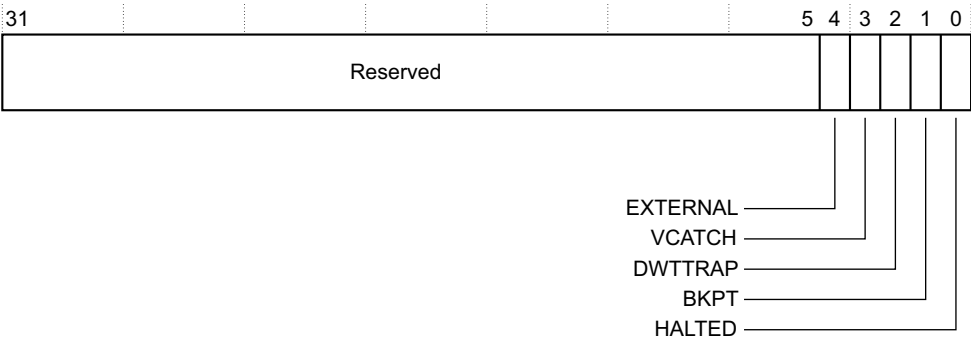 31 5 4 3 2 1 0
Reserved
EXTERNAL
VCATCH
DWTTRAP
BKPT
HALTED